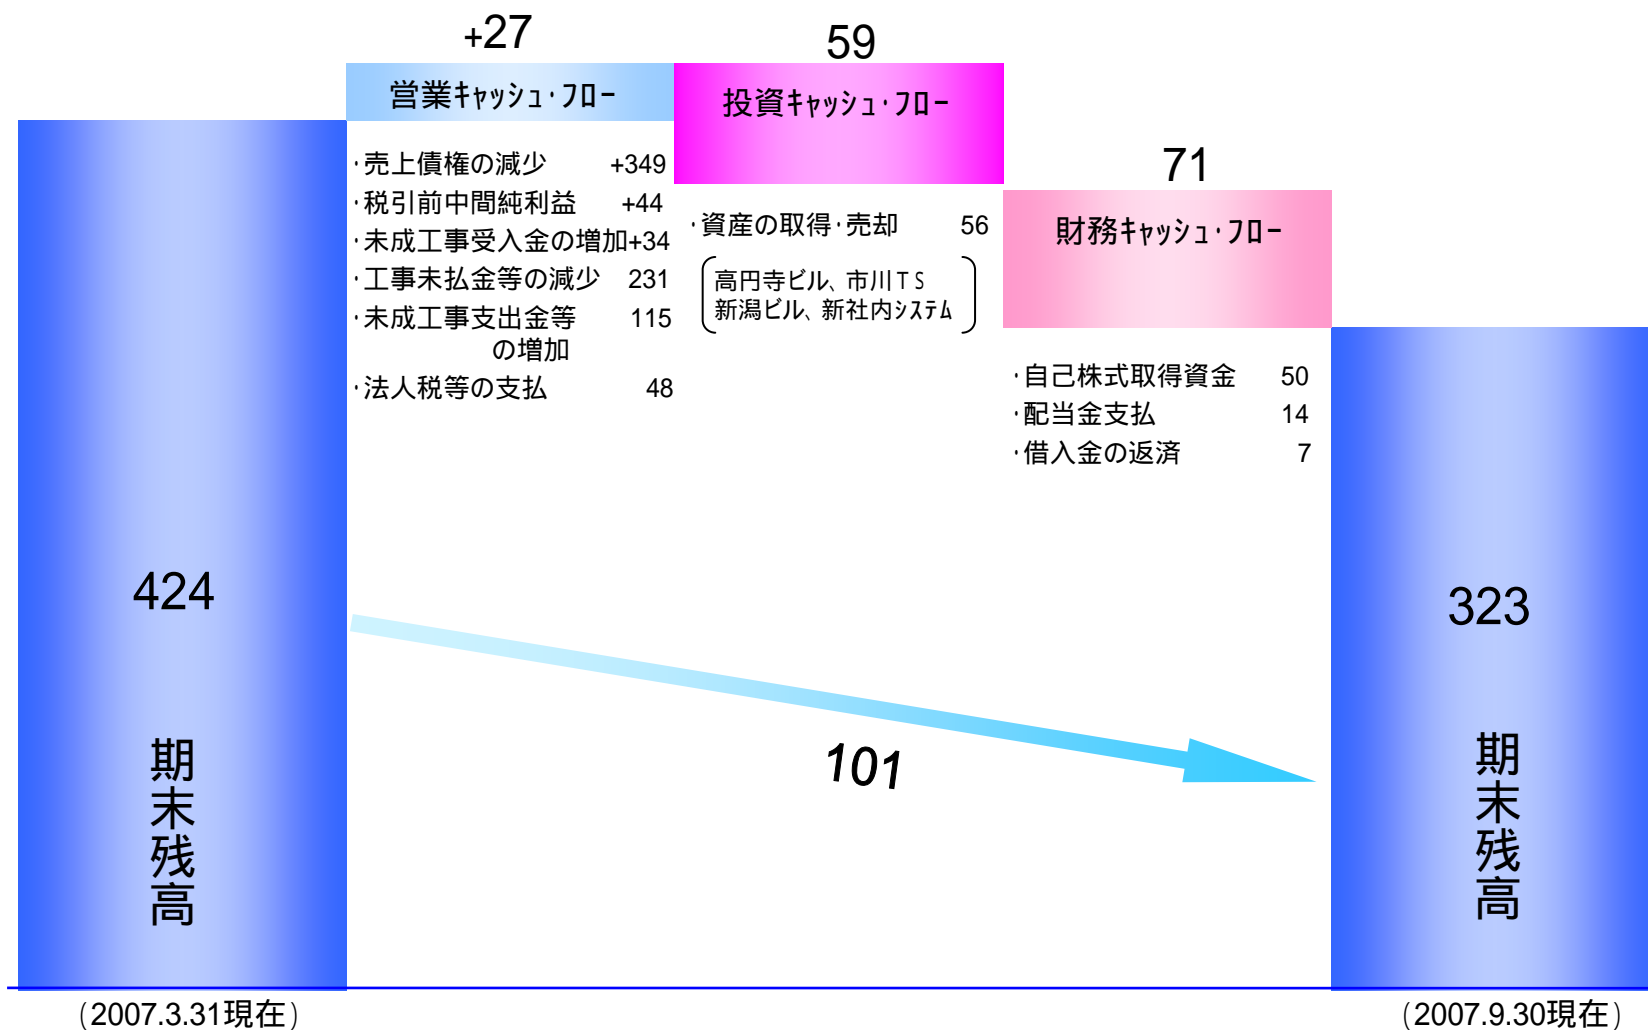 +27
営業ｷｬｯｼｭ・ﾌﾛｰ
・売上債権の減少 +349
・税引前中間純利益 +44
・未成工事受入金の増加+34
・工事未払金等の減少 231
・未成工事支出金等 115
の増加
・法人税等の支払 48
59
投資ｷｬｯｼｭ・ﾌﾛｰ
・資産の取得・売却 56
高円寺ビル、市川TS
新潟ビル、新社内ｼｽﾃﾑ
71
財務ｷｬｯｼｭ・ﾌﾛｰ
・自己株式取得資金 50
・配当金支払 14
・借入金の返済 7
424
期末残高
101
323
期末残高
(2007.3.31現在)
(2007.9.30現在)